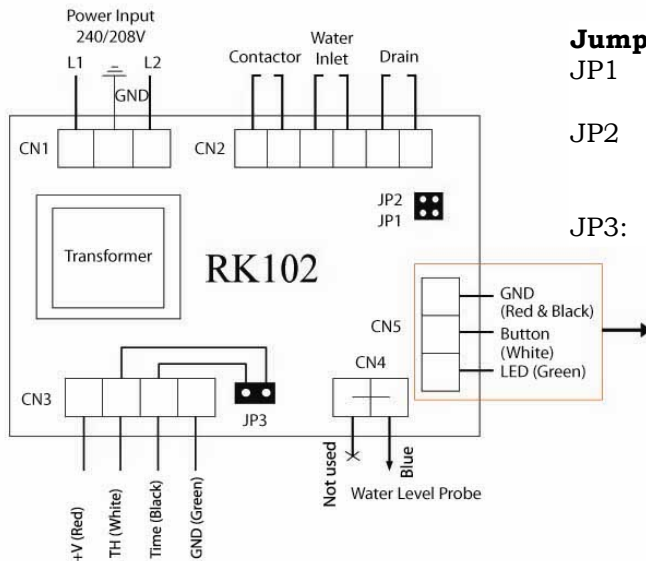 Power Input
240/208V
L1
L2
GND
Contactor
Water
Inlet
Drain
Jump
JP1
JP2
JP3:
CN1
CN2
JP2
JP1
Transformer
RK102
CN5
GND
(Red & Black)
Button
(White)
LED (Green)
CN3
JP3
CN4
+V (Red)
TH (White)
Time (Black)
GND (Green)
Not used
Blue
Water Level Probe